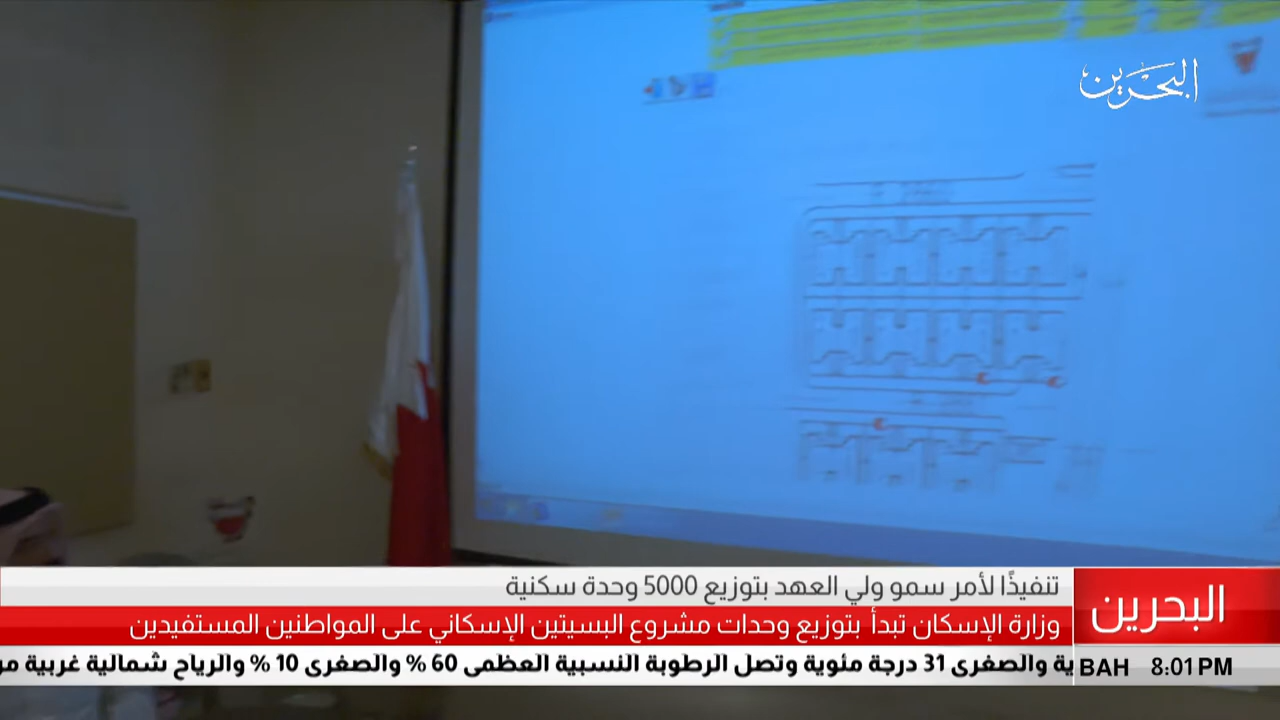 البحرين
تنفيذًا لأمر سمو ولي العهد بتوزيع 5000 وحدة سكنية
البحرين
وزارة الإسكان تبدأ بتوزيع وحدات مشروع البسيتين الإسكاني على المواطنين المستفيدين
ية والصغرى 31 درجة مئوية وتصل الرطوبة النسبية العظمى 60 % والصغرى 10 % والرياح شمالية غربية
BAH 8:01 PM